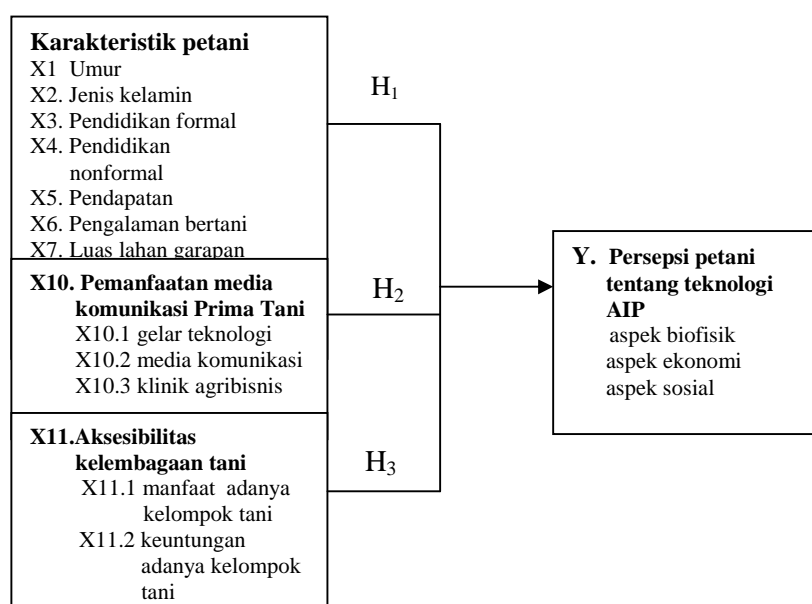 Karakteristik petani
X1 Umur
X2. Jenis kelamin
X3. Pendidikan formal
X4. Pendidikan
nonformal
X5. Pendapatan
X6. Pengalaman bertani
X7. Luas lahan garapan
H₁
X10. Pemanfaatan media
komunikasi Prima Tani
X10.1 gelar teknologi
X10.2 media komunikasi
X10.3 klinik agribisnis
H₂
X11.Aksesibilitas
kelembagaan tani
X11.1 manfaat adanya
kelompok tani
X11.2 keuntungan
adanya kelompok
tani
H₃
Y. Persepsi petani
tentang teknologi
AIP
aspek biofisik
aspek ekonomi
aspek sosial